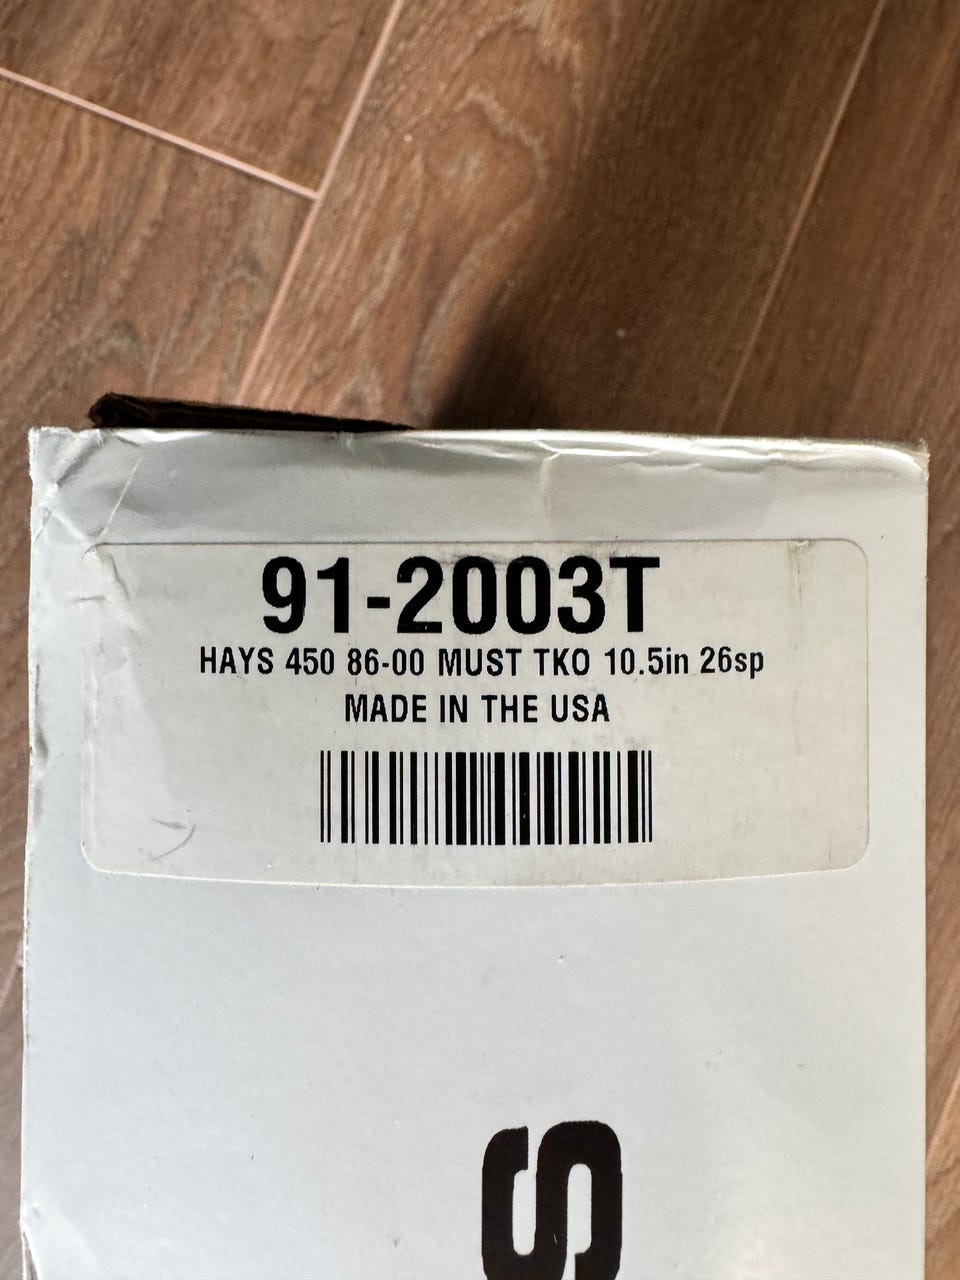 91-2003T
HAYS 450 86-00 MUST TKO 10.5in 26sp
MADE IN THE USA
S